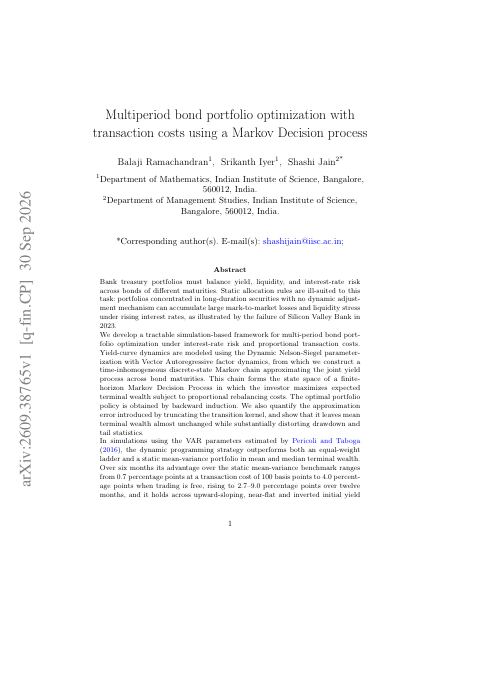 Multiperiod bond portfolio optimization with
transaction costs using a Markov Decision process
Balaji Ramachandran1, Srikanth Iyer1, Shashi Jain2*
1Department of Mathematics, Indian Institute of Science, Bangalore,
560012, India.
2Department of Management Studies, Indian Institute of Science,
Bangalore, 560012, India.
*Corresponding author(s). E-mail(s): shashijain@iisc.ac.in;
Abstract
Bank treasury portfolios must balance yield, liquidity, and interest-rate risk
across bonds of different maturities. Static allocation rules are ill-suited to this
task: portfolios concentrated in long-duration securities with no dynamic adjust-
ment mechanism can accumulate large mark-to-market losses and liquidity stress
under rising interest rates, as illustrated by the failure of Silicon Valley Bank in
2023.
We develop a tractable simulation-based framework for multi-period bond port-
folio optimization under interest-rate risk and proportional transaction costs.
Yield-curve dynamics are modeled using the Dynamic Nelson-Siegel parameter-
ization with Vector Autoregressive factor dynamics, from which we construct a
time-inhomogeneous discrete-state Markov chain approximating the joint yield
process across bond maturities. This chain forms the state space of a finite-
horizon Markov Decision Process in which the investor maximizes expected
terminal wealth subject to proportional rebalancing costs. The optimal portfolio
policy is obtained by backward induction. We also quantify the approximation
error introduced by truncating the transition kernel, and show that it leaves mean
terminal wealth almost unchanged while substantially distorting drawdown and
tail statistics.
In simulations using the VAR parameters estimated by Pericoli and Taboga
(2016), the dynamic programming strategy outperforms both an equal-weight
ladder and a static mean-variance portfolio in mean and median terminal wealth.
Over six months its advantage over the static mean-variance benchmark ranges
from 0.7 percentage points at a transaction cost of 100 basis points to 4.0 percent-
age points when trading is free, rising to 2.7–9.0 percentage points over twelve
months, and it holds across upward-sloping, near-flat and inverted initial yield
1
arXiv:2609.38765v1 [q-fin.CP] 30 Sep 2026